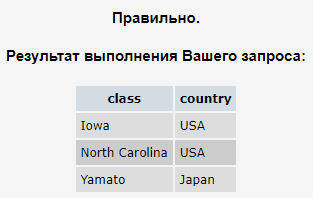 Правильно.
Результат выполнения Вашего запроса:
class country
Iowa USA
North Carolina USA
Yamato Japan